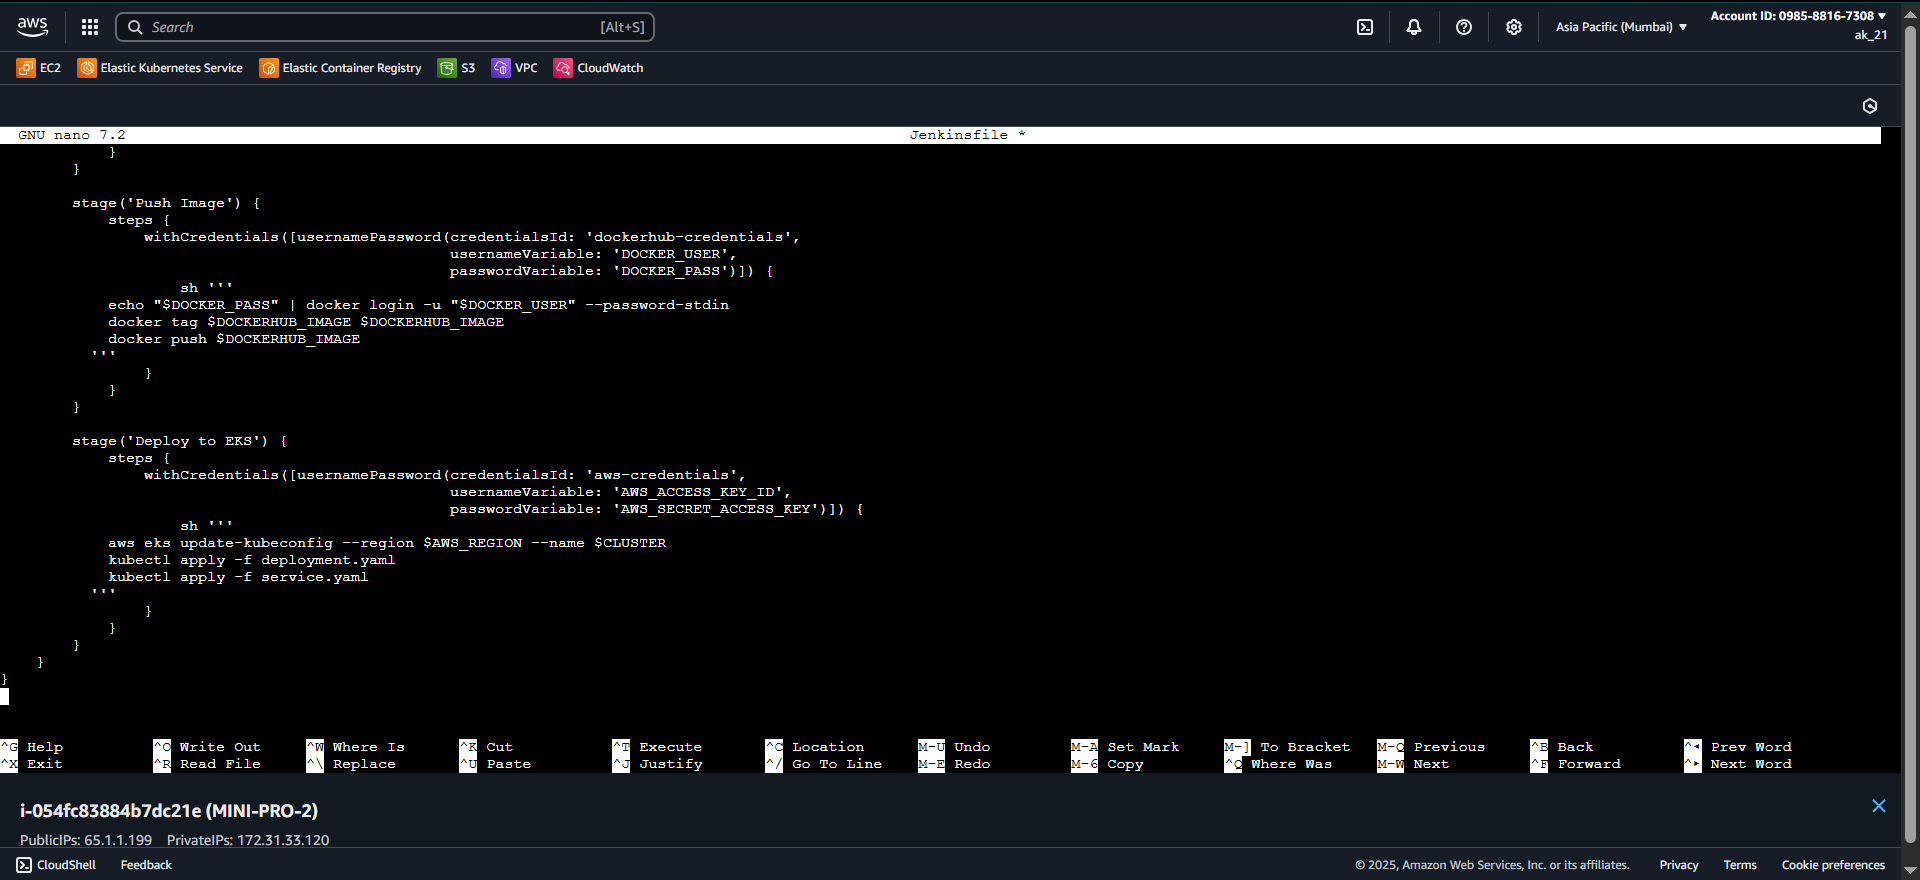 aws Search [Alt+S] Asia Pacific (Mumbai) Account ID: 0985-8816-7308
ak_21
EC2 Elastic Kubernetes Service Elastic Container Registry S3 VPC CloudWatch
GNU nano 7.2 Jenkinsfile *
}
}
stage('Push Image') {
steps {
withCredentials([usernamePassword(credentialsId: 'dockerhub-credentials',
usernameVariable: 'DOCKER_USER',
passwordVariable: 'DOCKER_PASS')]) {
sh '''
echo "$DOCKER_PASS" | docker login -u "$DOCKER_USER" --password-stdin
docker tag $DOCKERHUB_IMAGE $DOCKERHUB_IMAGE
docker push $DOCKERHUB_IMAGE
'''
}
}
}
stage('Deploy to EKS') {
steps {
withCredentials([usernamePassword(credentialsId: 'aws-credentials',
usernameVariable: 'AWS_ACCESS_KEY_ID',
passwordVariable: 'AWS_SECRET_ACCESS_KEY')]) {
sh '''
aws eks update-kubeconfig --region $AWS_REGION --name $CLUSTER
kubectl apply -f deployment.yaml
kubectl apply -f service.yaml
'''
}
}
}
}
}
^G Help ^O Write Out ^W Where Is ^K Cut ^T Execute ^C Location M-U Undo M-A Set Mark M-] To Bracket M-Q Previous ^B Back ^◂ Prev Word
^X Exit ^R Read File ^\ Replace ^U Paste ^J Justify ^/ Go To Line M-E Redo M-6 Copy ^Q Where Was M-W Next ^F Forward ^▸ Next Word
i-054fc83884b7dc21e (MINI-PRO-2)
PublicIPs: 65.1.1.199 PrivateIPs: 172.31.33.120
CloudShell Feedback © 2025, Amazon Web Services, Inc. or its affiliates. Privacy Terms Cookie preferences